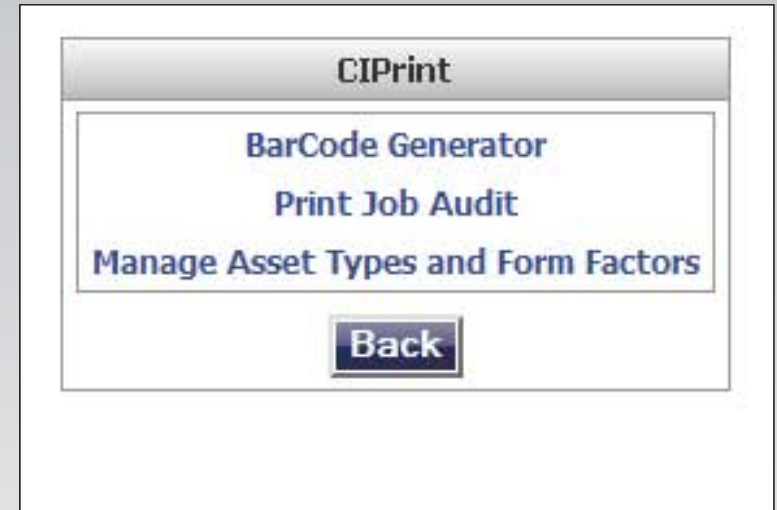 CIPrint
BarCode Generator
Print Job Audit
Manage Asset Types and Form Factors
Back